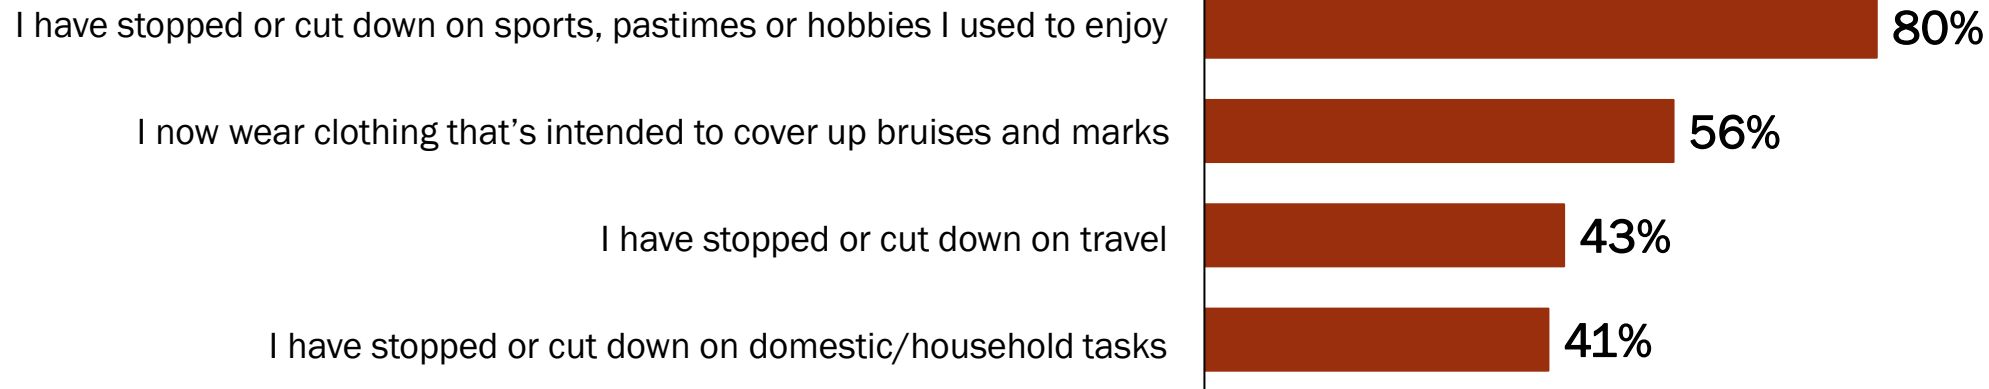 I have stopped or cut down on sports, pastimes or hobbies I used to enjoy 80%
I now wear clothing that’s intended to cover up bruises and marks 56%
I have stopped or cut down on travel 43%
I have stopped or cut down on domestic/household tasks 41%